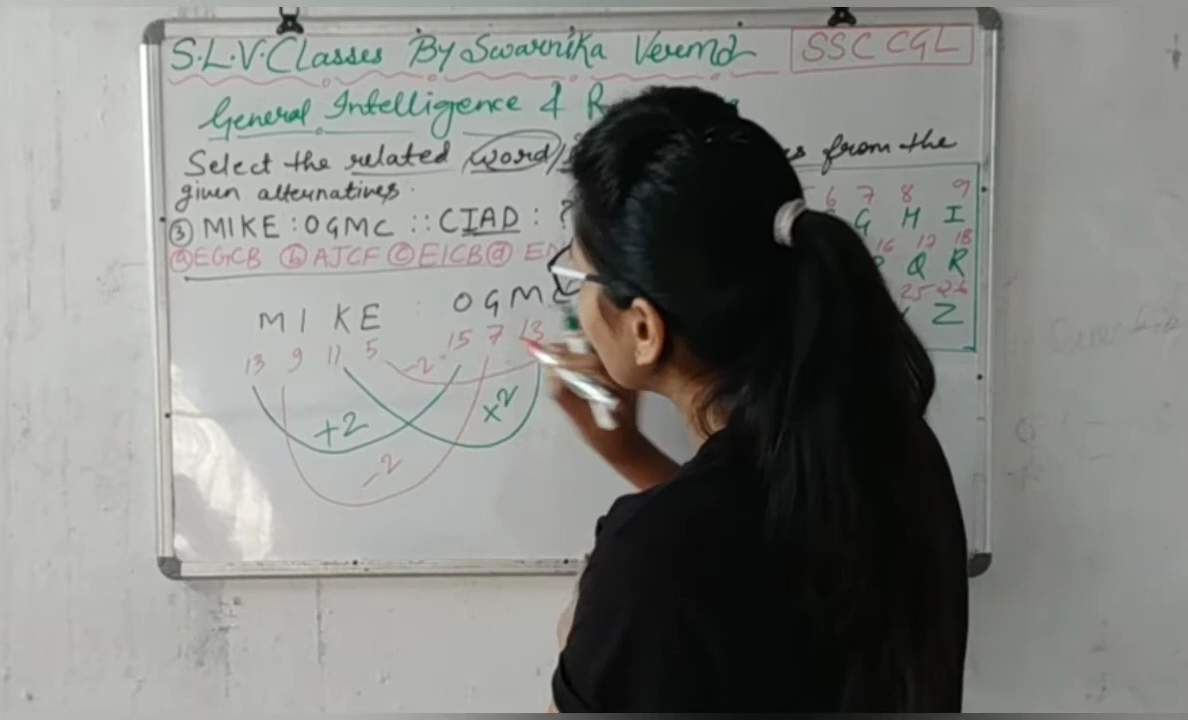 S.L.V. Classes By Swarnika Verma SSC CGL
General Intelligence &
Select the related word/ from the
given alternatives.
③ MIKE : OGMC :: CIAD : ?
ⓐ EGCB ⓑ AJCF ⓒ EICB ⓓ
6 7 8 9
G H I
16 17 18
Q R
25 26
Z
M I K E : O G M C
13 9 11 5 -2 15 7 13
+2 x2
-2